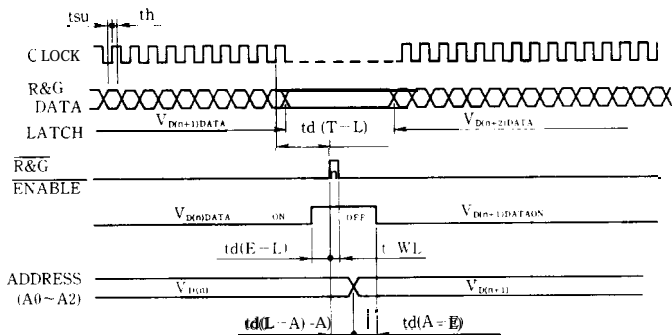 tsu th
CLOCK
R&G
DATA
LATCH VD(n+1)DATA td (T-L) VD(n+2)DATA
R&G
ENABLE
VD(n)DATA ON OFF VD(n+1)DATAON
td(E-L) t WL
ADDRESS
(A0~A2) VD(n) VD(n+1)
td(L-A) -A) td(A-E)